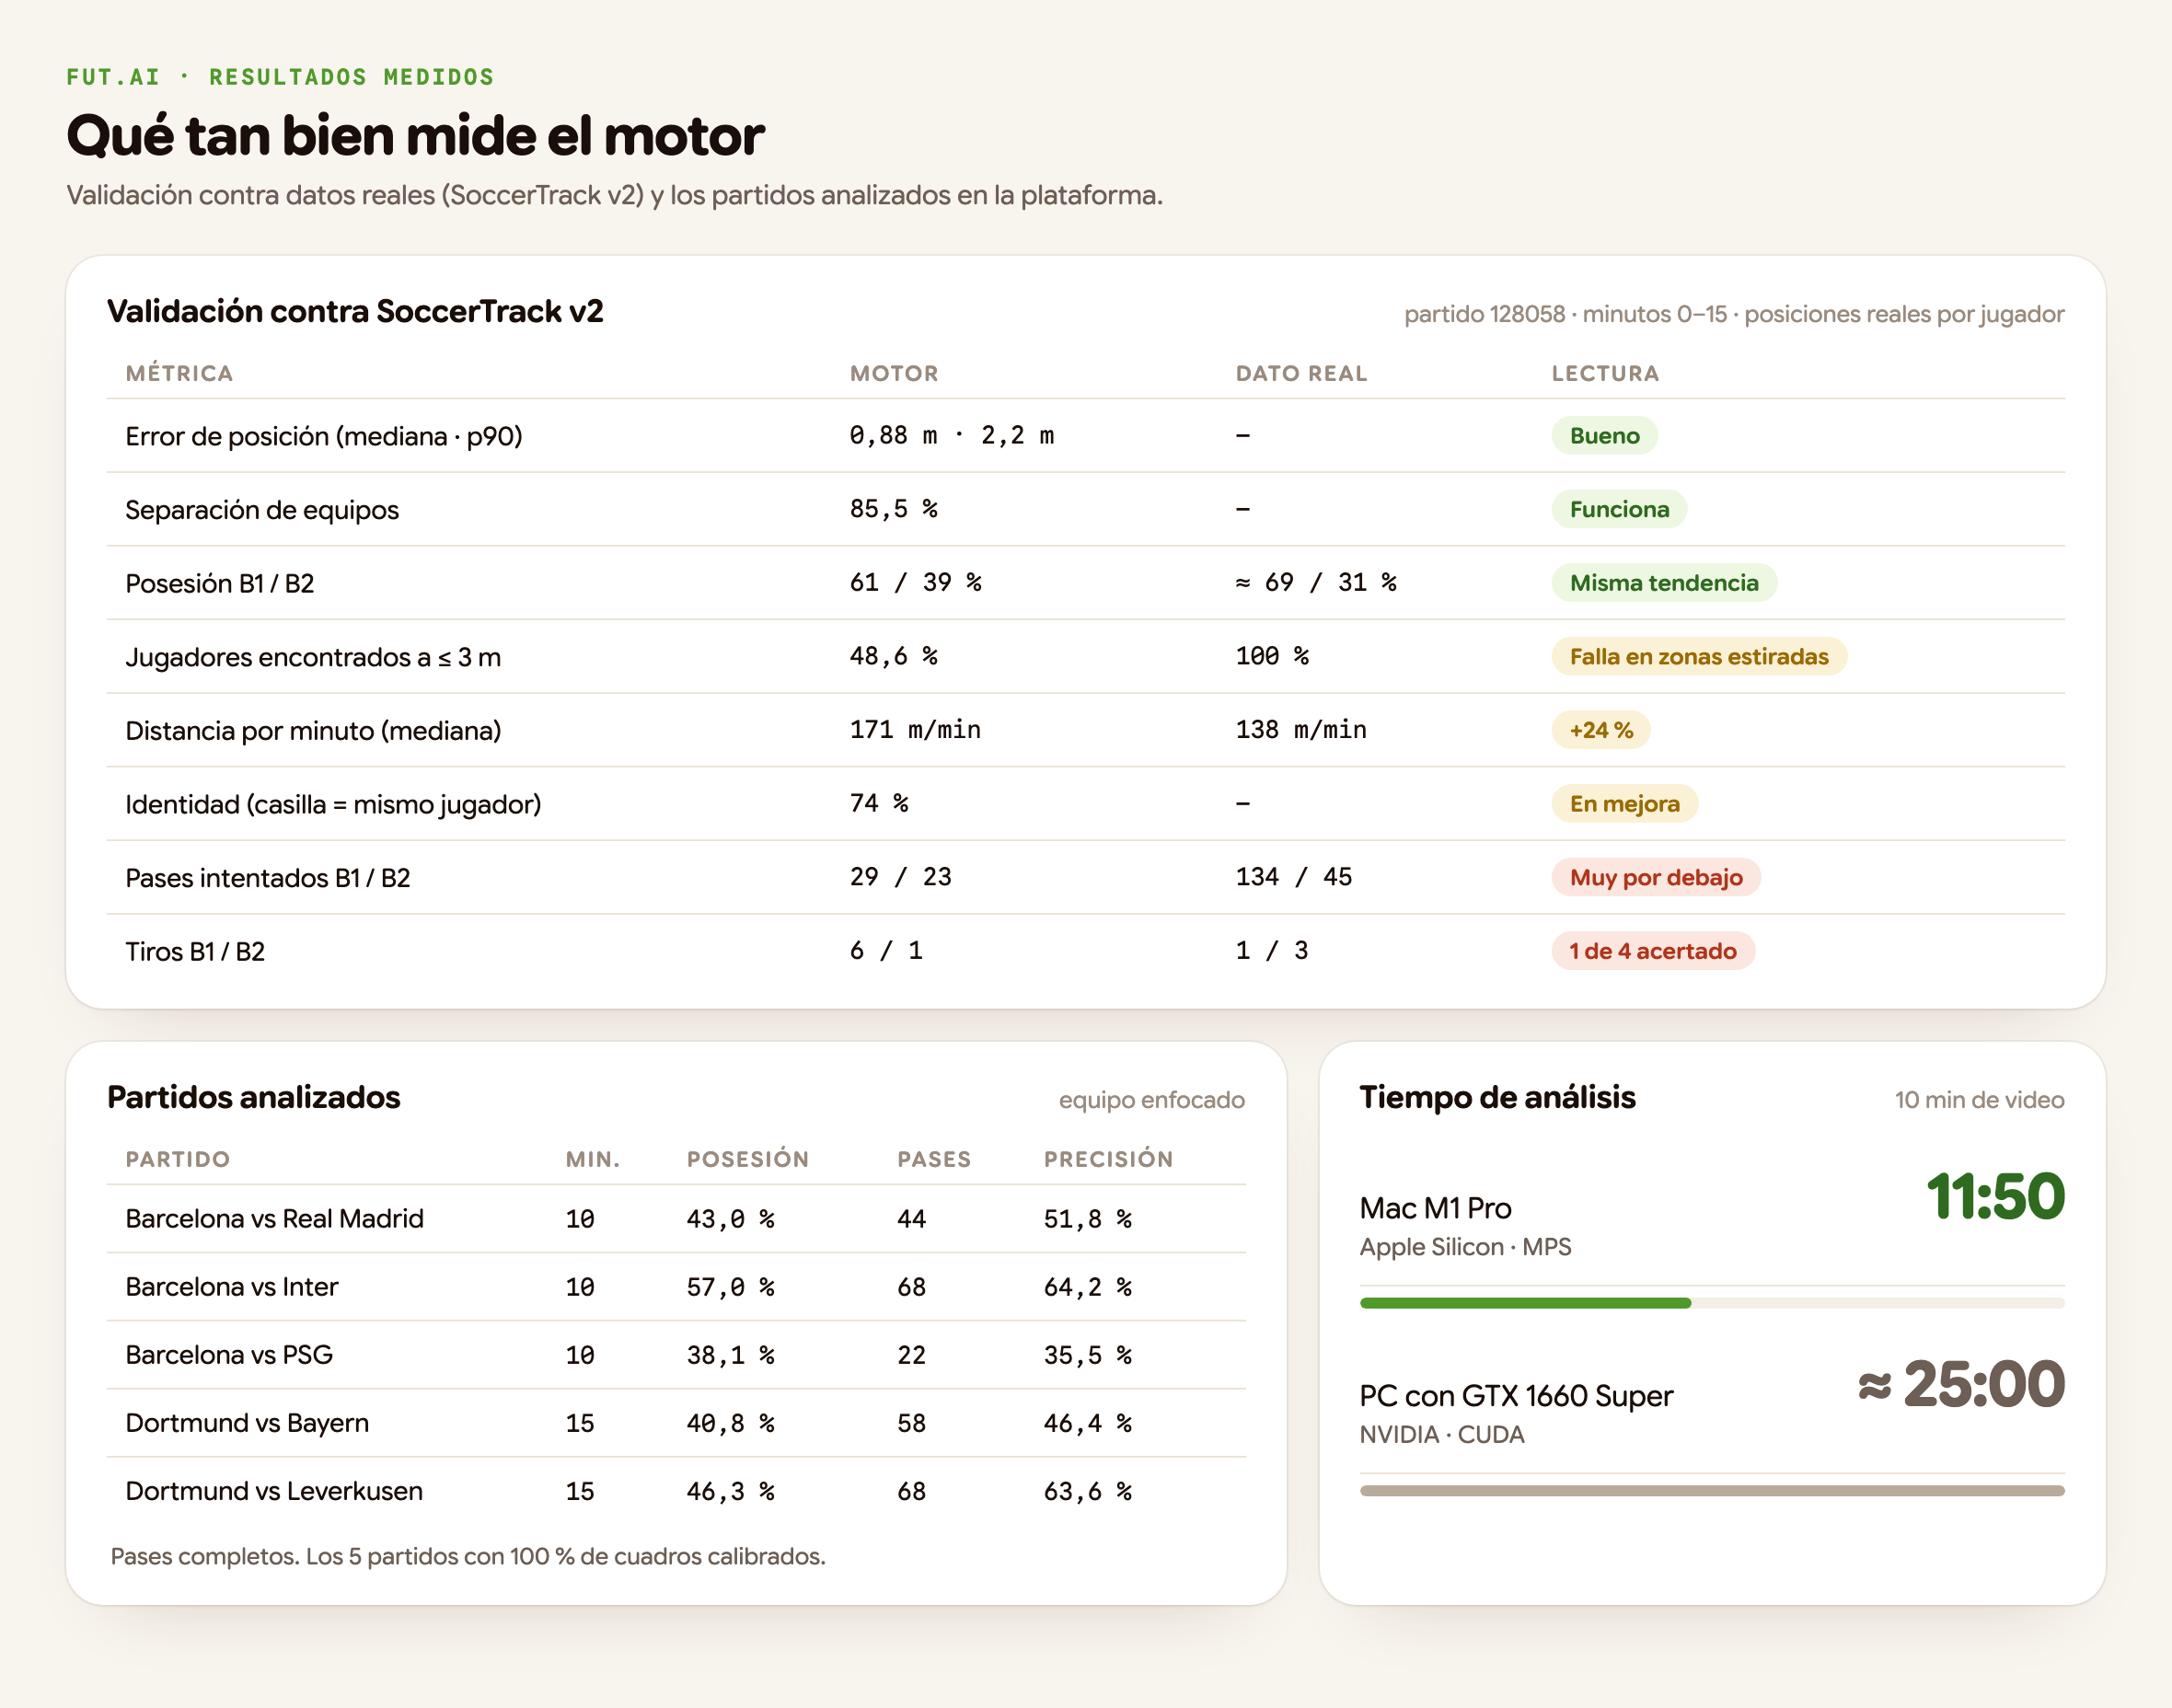 FUT.AI · RESULTADOS MEDIDOS
Qué tan bien mide el motor
Validación contra datos reales (SoccerTrack v2) y los partidos analizados en la plataforma.
Validación contra SoccerTrack v2
partido 128058 · minutos 0–15 · posiciones reales por jugador
MÉTRICA MOTOR DATO REAL LECTURA
Error de posición (mediana · p90) 0,88 m · 2,2 m – Bueno
Separación de equipos 85,5 % – Funciona
Posesión B1 / B2 61 / 39 % ≈ 69 / 31 % Misma tendencia
Jugadores encontrados a ≤ 3 m 48,6 % 100 % Falla en zonas estiradas
Distancia por minuto (mediana) 171 m/min 138 m/min +24 %
Identidad (casilla = mismo jugador) 74 % – En mejora
Pases intentados B1 / B2 29 / 23 134 / 45 Muy por debajo
Tiros B1 / B2 6 / 1 1 / 3 1 de 4 acertado
Partidos analizados
equipo enfocado
PARTIDO MIN. POSESIÓN PASES PRECISIÓN
Barcelona vs Real Madrid 10 43,0 % 44 51,8 %
Barcelona vs Inter 10 57,0 % 68 64,2 %
Barcelona vs PSG 10 38,1 % 22 35,5 %
Dortmund vs Bayern 15 40,8 % 58 46,4 %
Dortmund vs Leverkusen 15 46,3 % 68 63,6 %
Pases completos. Los 5 partidos con 100 % de cuadros calibrados.
Tiempo de análisis
10 min de video
Mac M1 Pro 11:50
Apple Silicon · MPS
PC con GTX 1660 Super ≈ 25:00
NVIDIA · CUDA